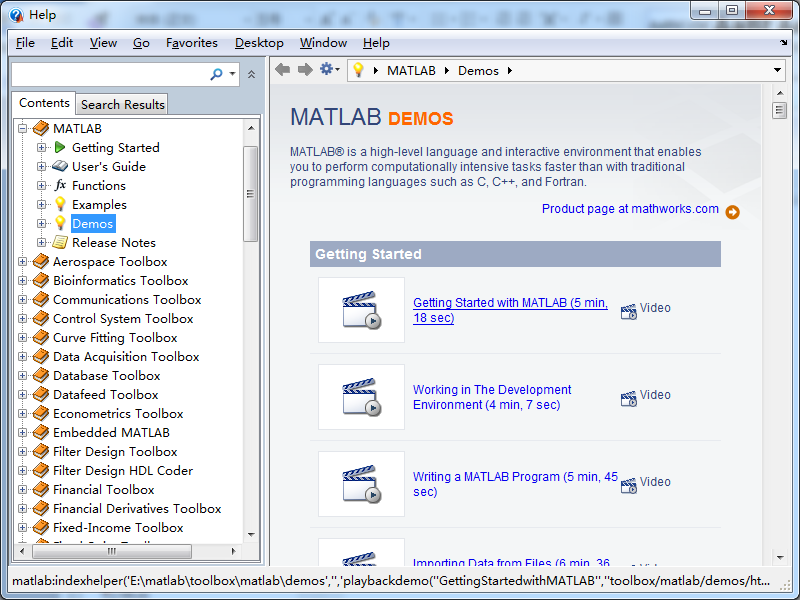 Help
File Edit View Go Favorites Desktop Window Help
MATLAB Demos
Contents Search Results
MATLAB
Getting Started
User's Guide
fx Functions
Examples
Demos
Release Notes
Aerospace Toolbox
Bioinformatics Toolbox
Communications Toolbox
Control System Toolbox
Curve Fitting Toolbox
Data Acquisition Toolbox
Database Toolbox
Datafeed Toolbox
Econometrics Toolbox
Embedded MATLAB
Filter Design Toolbox
Filter Design HDL Coder
Financial Toolbox
Financial Derivatives Toolbox
Fixed-Income Toolbox
MATLAB DEMOS
MATLAB® is a high-level language and interactive environment that enables
you to perform computationally intensive tasks faster than with traditional
programming languages such as C, C++, and Fortran.
Product page at mathworks.com
Getting Started
Getting Started with MATLAB (5 min,
18 sec)
Video
Working in The Development
Environment (4 min, 7 sec)
Video
Writing a MATLAB Program (5 min, 45
sec)
Video
Importing Data from Files (6 min, 36
matlab:indexhelper('E:\matlab\toolbox\matlab\demos','','playbackdemo("GettingStartedwithMATLAB","toolbox/matlab/demos/ht...